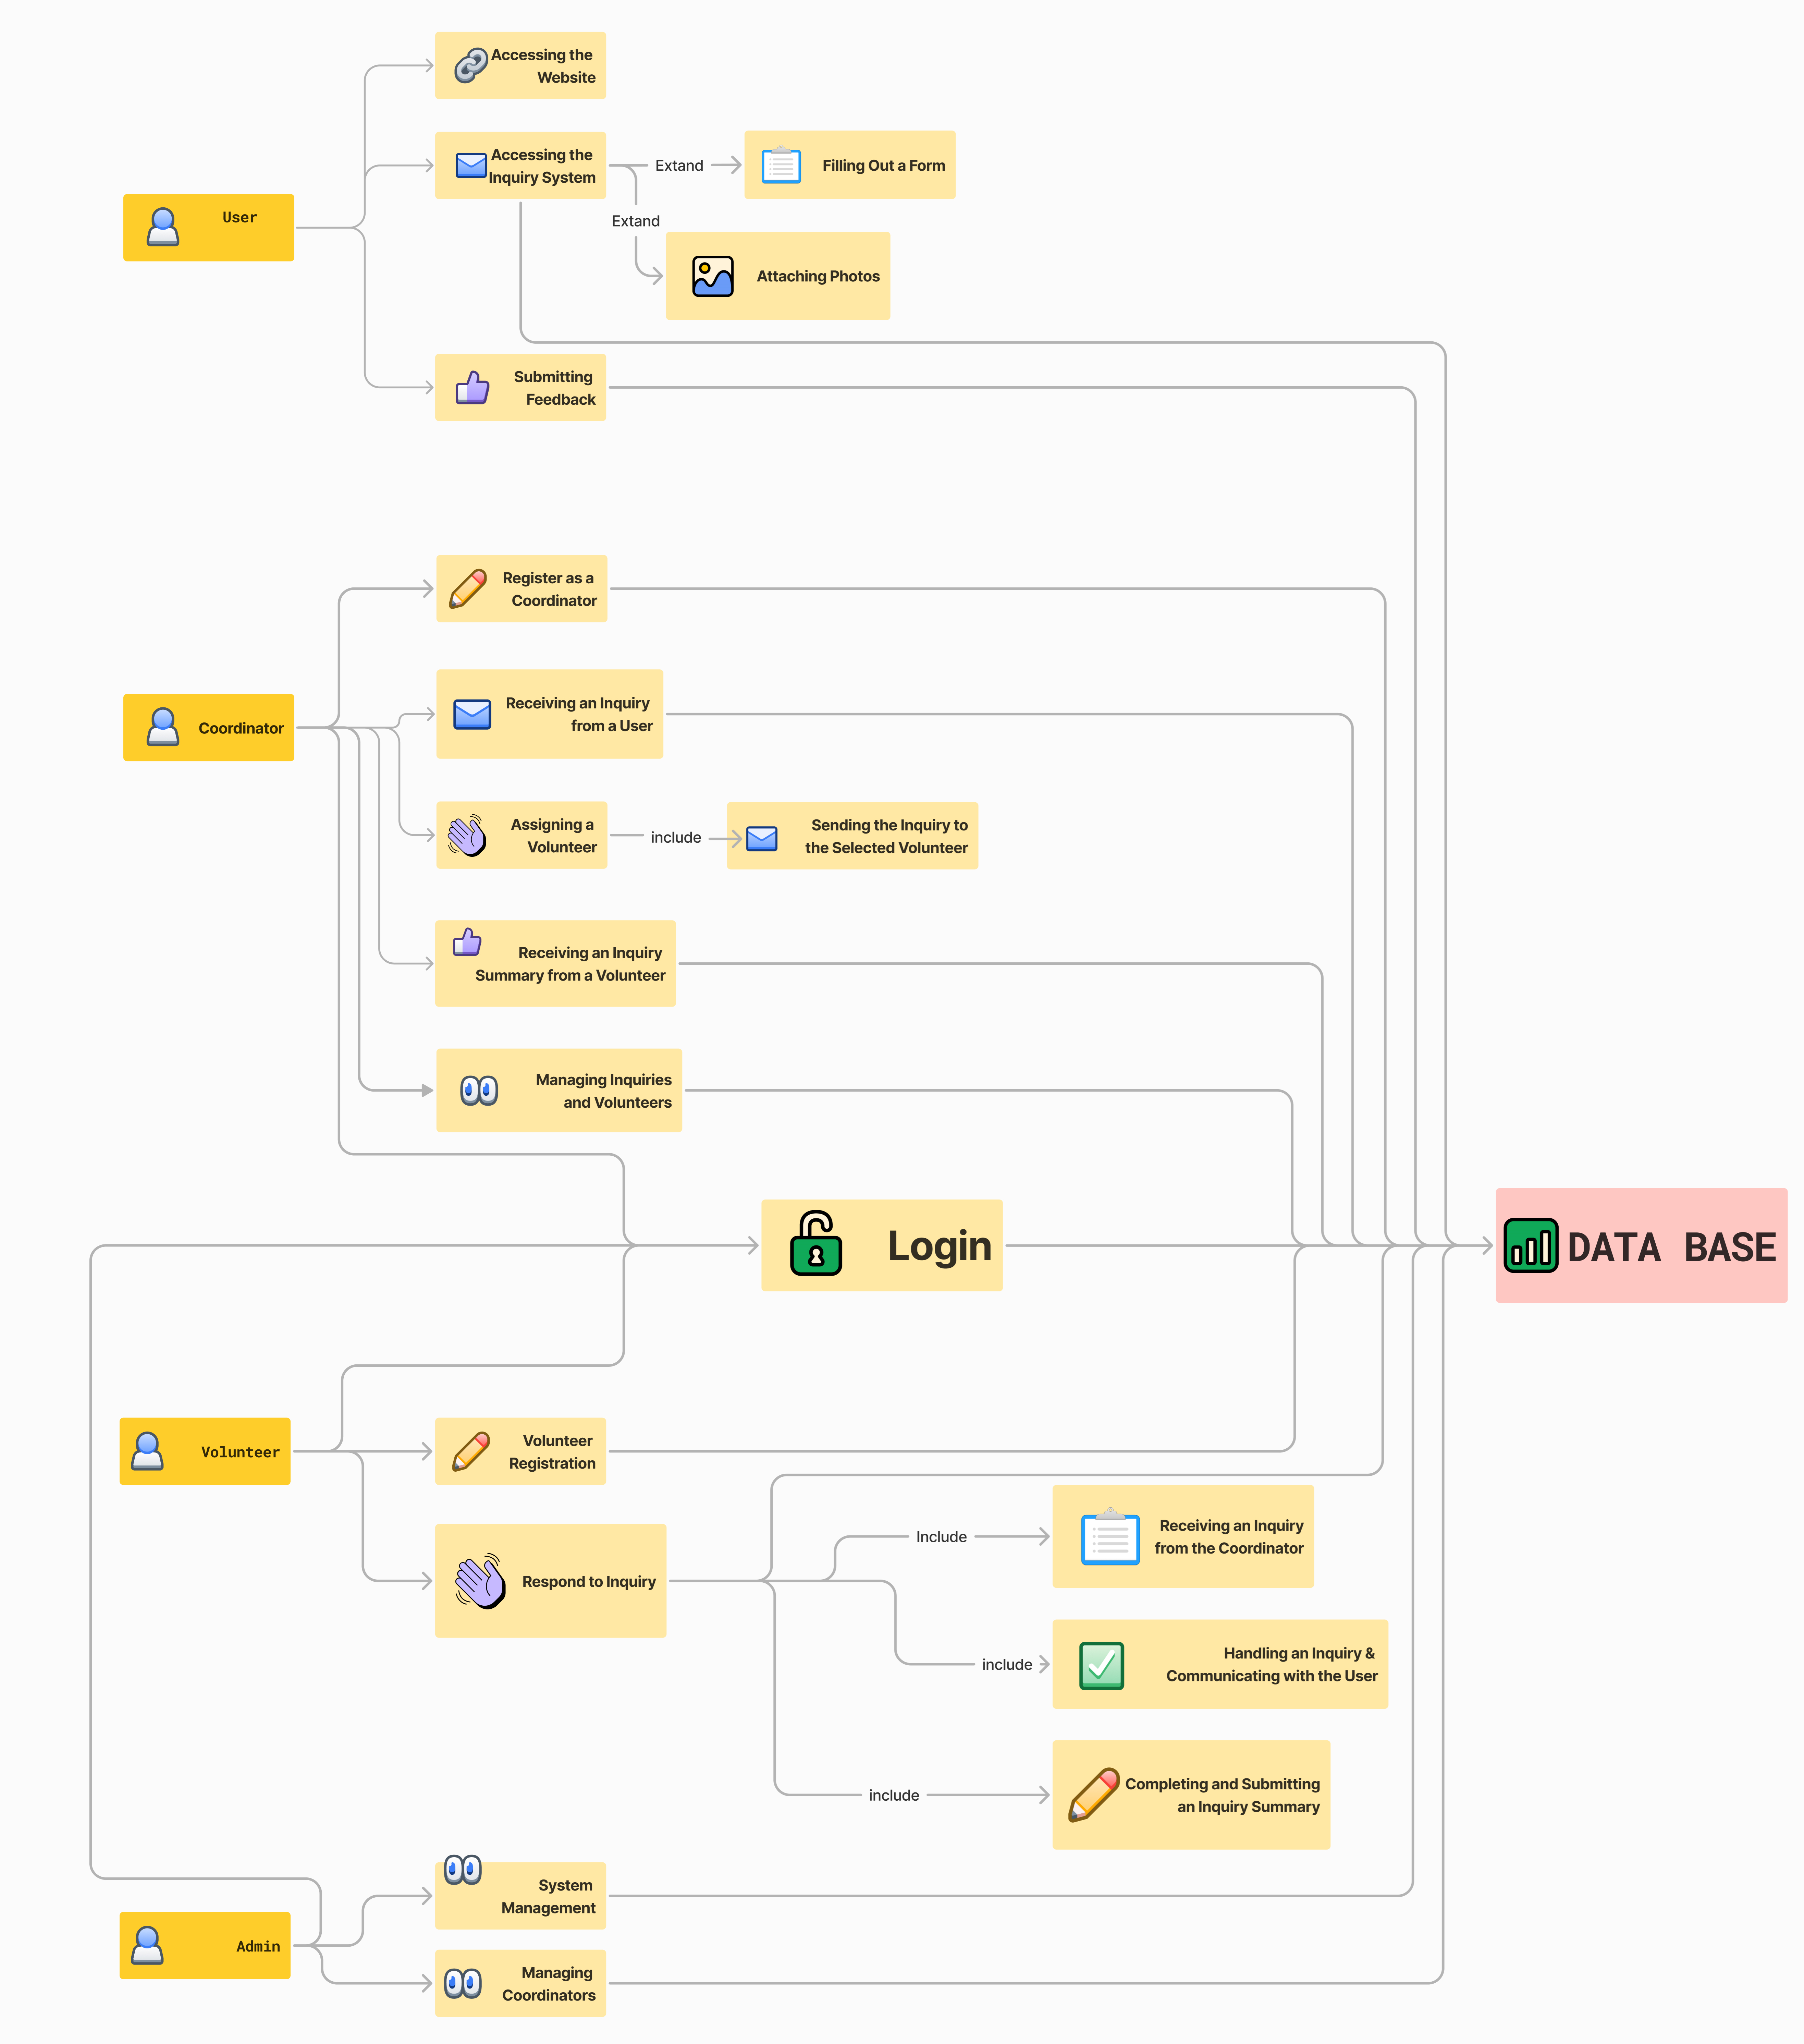 Accessing the
Website
Accessing the
Inquiry System
Extand
Filling Out a Form
User
Extand
Attaching Photos
Submitting
Feedback
Register as a
Coordinator
Receiving an Inquiry
from a User
Coordinator
Assigning a
Volunteer
include
Sending the Inquiry to
the Selected Volunteer
Receiving an Inquiry
Summary from a Volunteer
Managing Inquiries
and Volunteers
Login
DATA BASE
Volunteer
Volunteer
Registration
Respond to Inquiry
Include
Receiving an Inquiry
from the Coordinator
include
Handling an Inquiry &
Communicating with the User
include
Completing and Submitting
an Inquiry Summary
System
Management
Admin
Managing
Coordinators